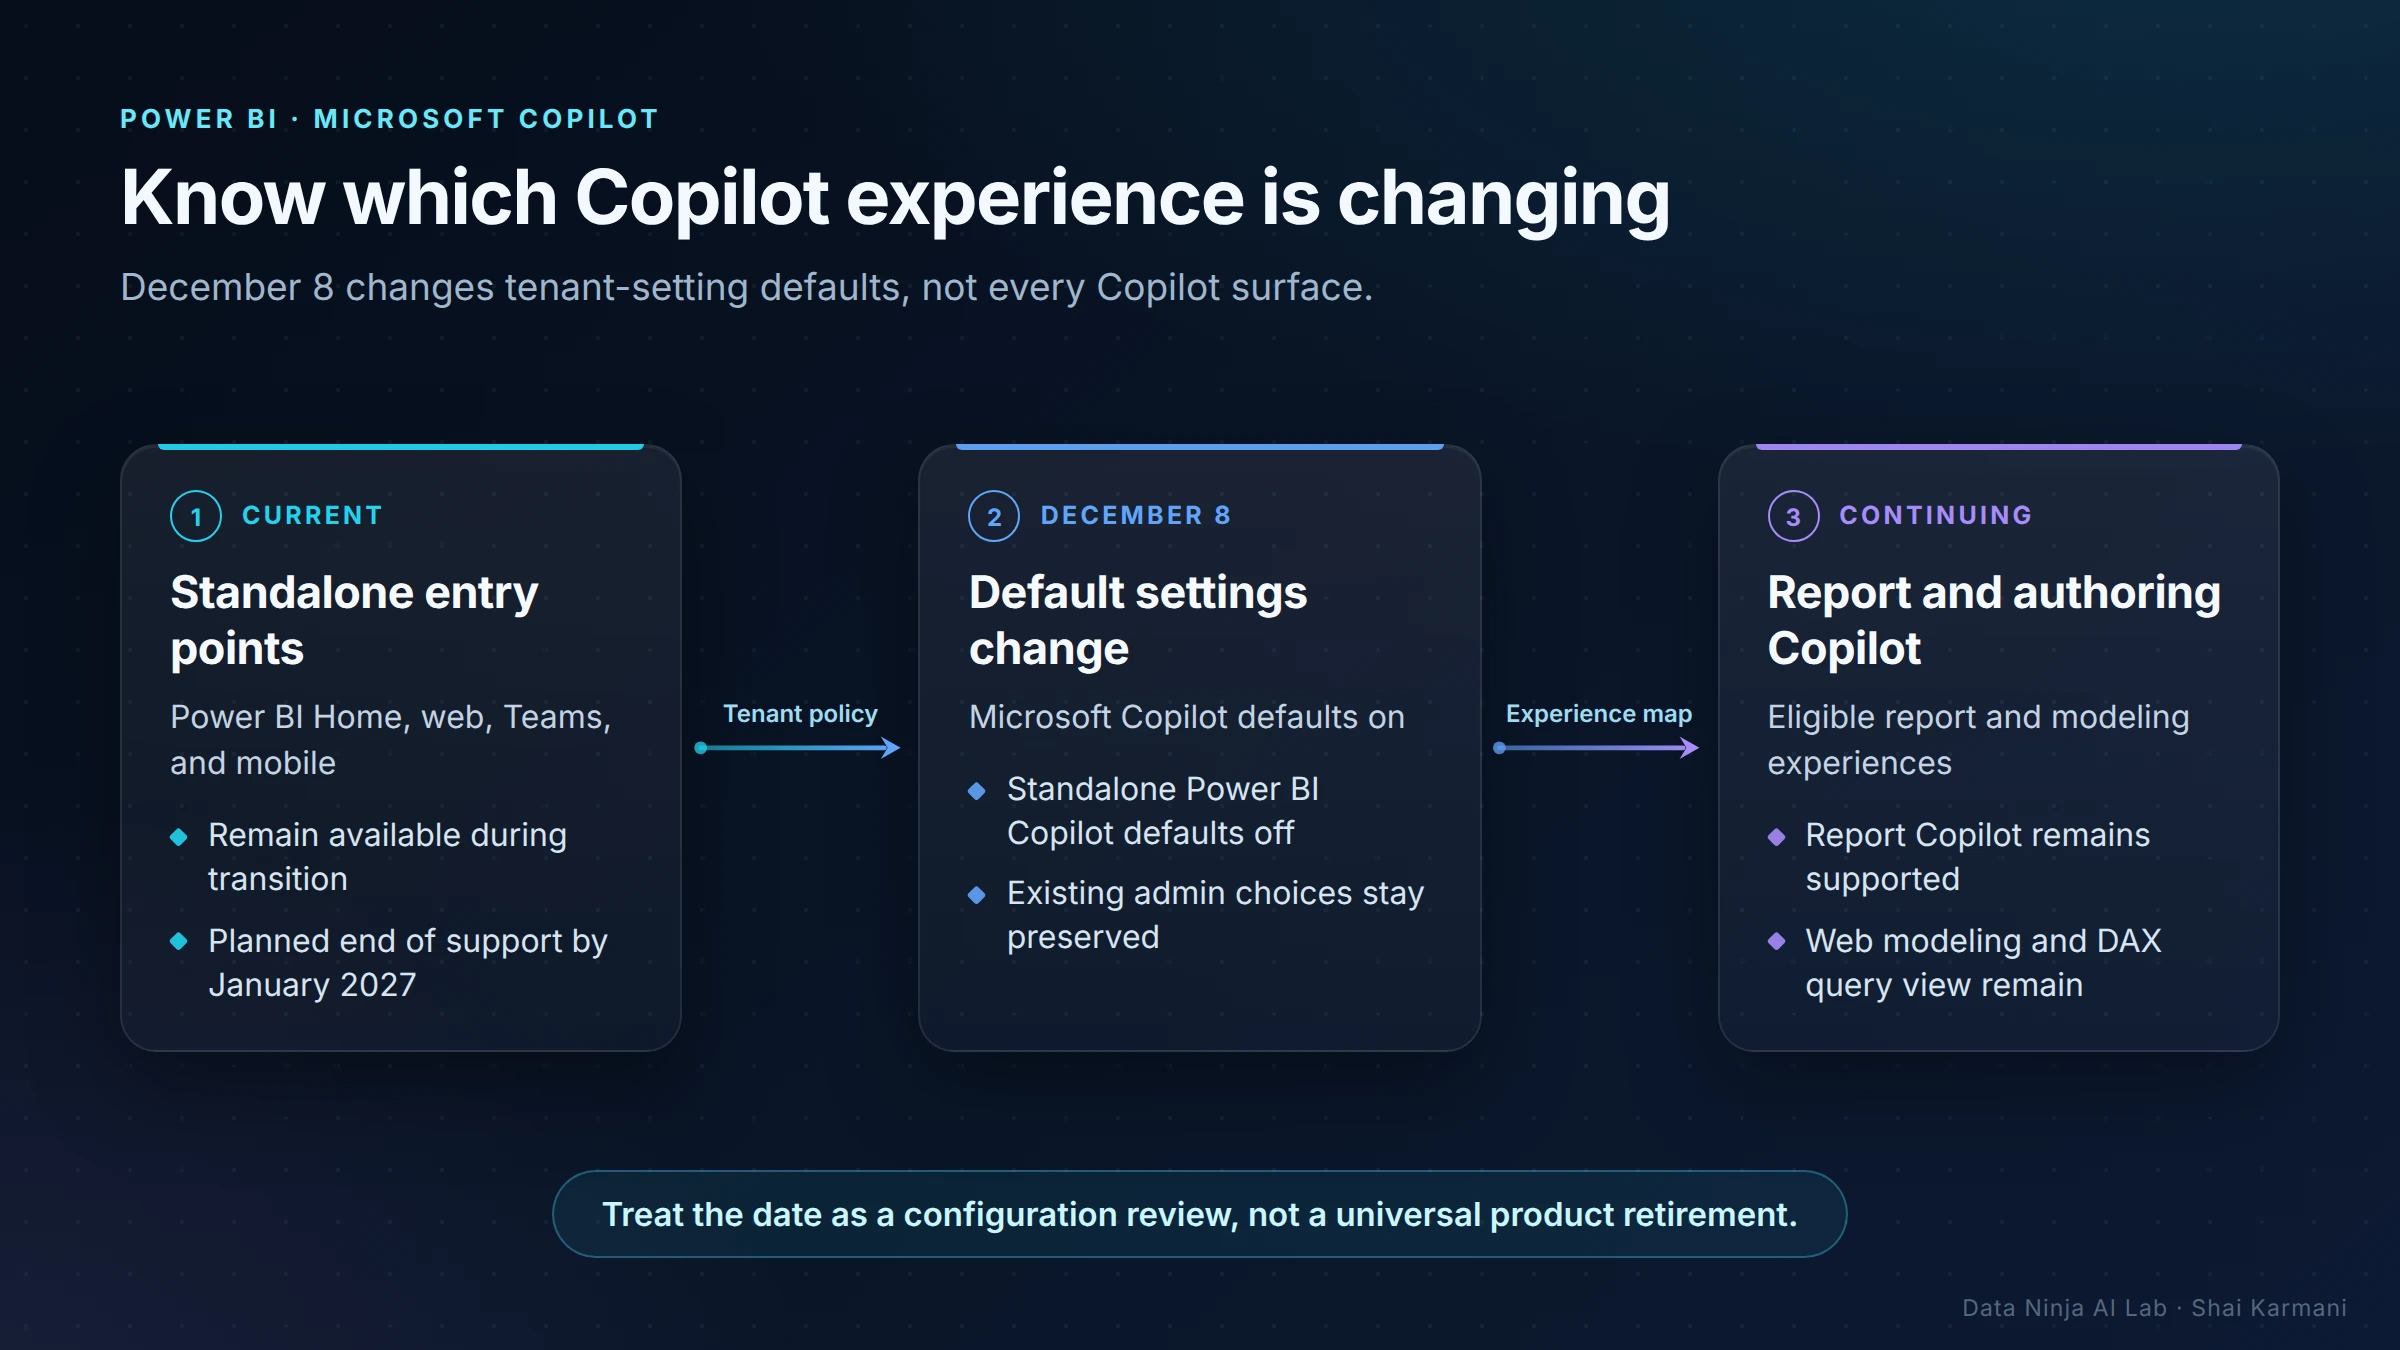 POWER BI · MICROSOFT COPILOT
Know which Copilot experience is changing
December 8 changes tenant-setting defaults, not every Copilot surface.
1 CURRENT
Standalone entry
points
Power BI Home, web, Teams,
and mobile
Remain available during
transition
Planned end of support by
January 2027
Tenant policy
2 DECEMBER 8
Default settings
change
Microsoft Copilot defaults on
Standalone Power BI
Copilot defaults off
Existing admin choices stay
preserved
Experience map
3 CONTINUING
Report and authoring
Copilot
Eligible report and modeling
experiences
Report Copilot remains
supported
Web modeling and DAX
query view remain
Treat the date as a configuration review, not a universal product retirement.
Data Ninja AI Lab · Shai Karmani